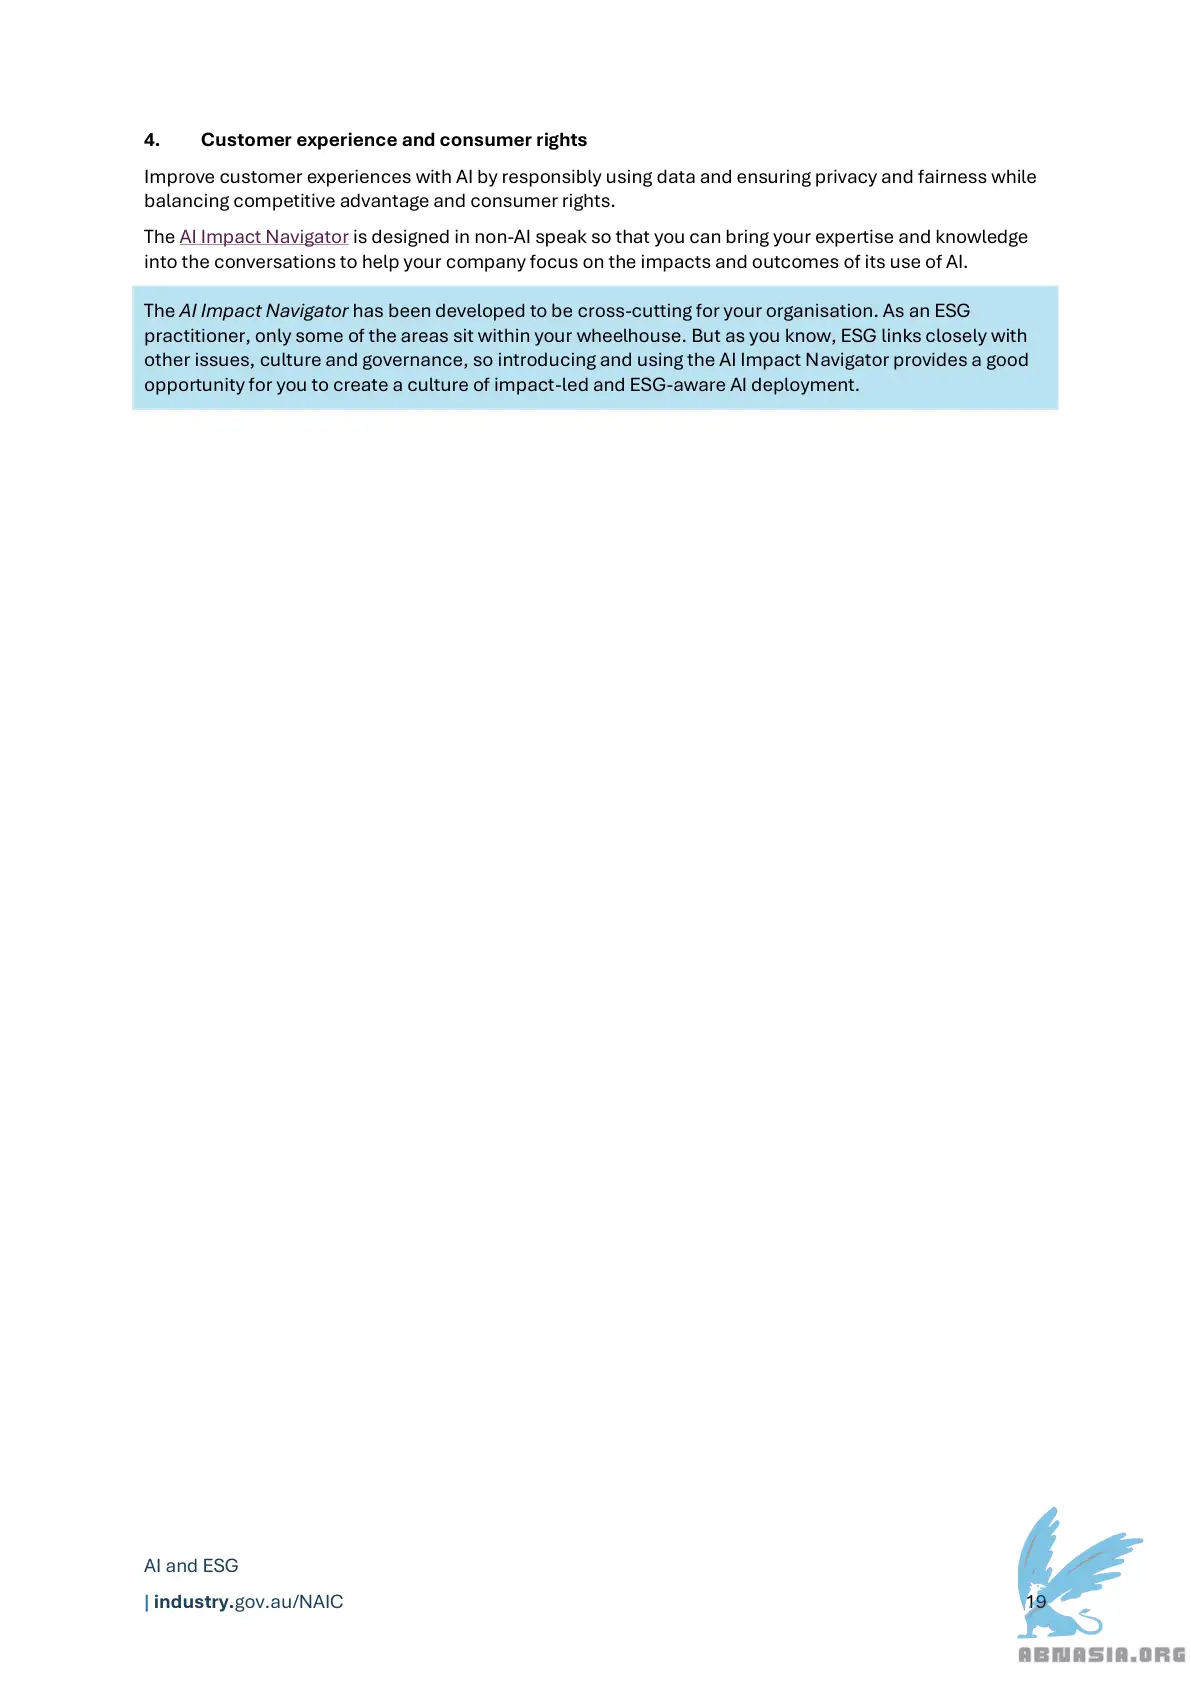 4. Customer experience and consumer rights
Improve customer experiences with AI by responsibly using data and ensuring privacy and fairness while
balancing competitive advantage and consumer rights.
The AI Impact Navigator is designed in non-AI speak so that you can bring your expertise and knowledge
into the conversations to help your company focus on the impacts and outcomes of its use of AI.
The AI Impact Navigator has been developed to be cross-cutting for your organisation. As an ESG
practitioner, only some of the areas sit within your wheelhouse. But as you know, ESG links closely with
other issues, culture and governance, so introducing and using the AI Impact Navigator provides a good
opportunity for you to create a culture of impact-led and ESG-aware AI deployment.
AI and ESG
| industry.gov.au/NAIC
19
ABNASIA.ORG